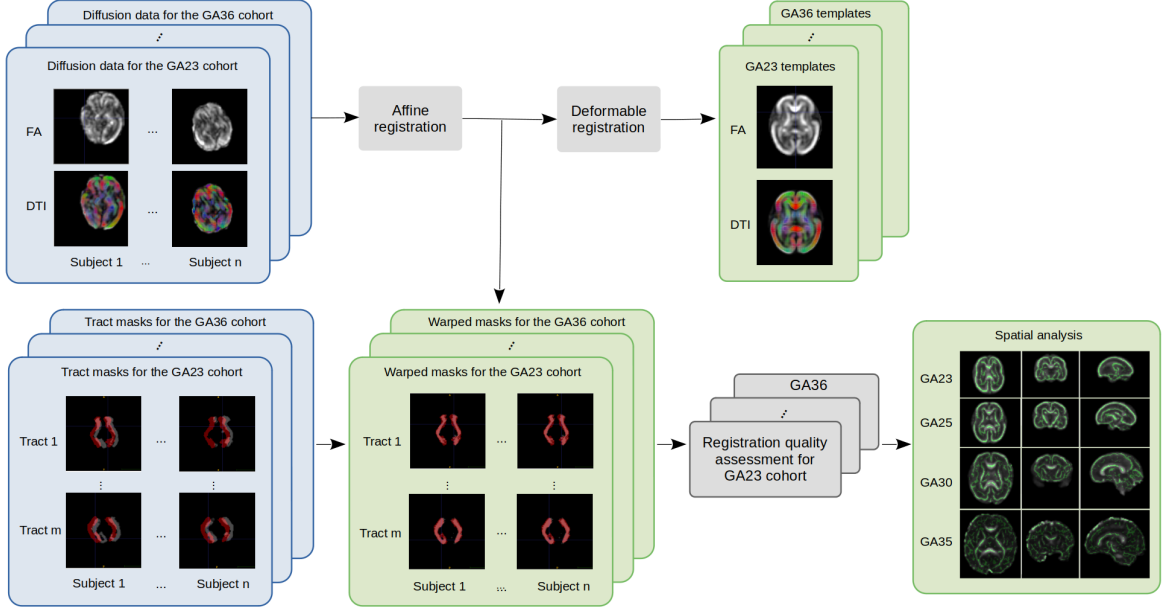 Diffusion data for the GA36 cohort
Diffusion data for the GA23 cohort
FA
...
DTI
...
Subject 1 ... Subject n
Affine
registration
Deformable
registration
GA36 templates
GA23 templates
FA
DTI
Tract masks for the GA36 cohort
Tract masks for the GA23 cohort
Tract 1
...
...
...
Tract m
...
Subject 1 ... Subject n
Warped masks for the GA36 cohort
Warped masks for the GA23 cohort
Tract 1
...
...
...
Tract m
...
Subject 1 ... Subject n
GA36
Registration quality
assessment for
GA23 cohort
Spatial analysis
GA23
GA25
GA30
GA35